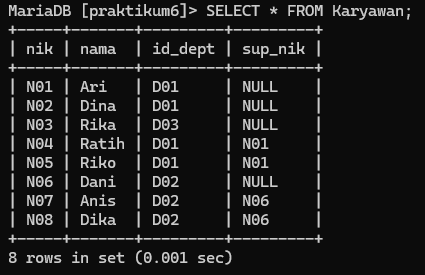 MariaDB [praktikum6]> SELECT * FROM Karyawan;
+-----+-------+---------+---------+
| nik | nama  | id_dept | sup_nik |
+-----+-------+---------+---------+
| N01 | Ari   | D01     | NULL    |
| N02 | Dina  | D01     | NULL    |
| N03 | Rika  | D03     | NULL    |
| N04 | Ratih | D01     | N01     |
| N05 | Riko  | D01     | N01     |
| N06 | Dani  | D02     | NULL    |
| N07 | Anis  | D02     | N06     |
| N08 | Dika  | D02     | N06     |
+-----+-------+---------+---------+
8 rows in set (0.001 sec)